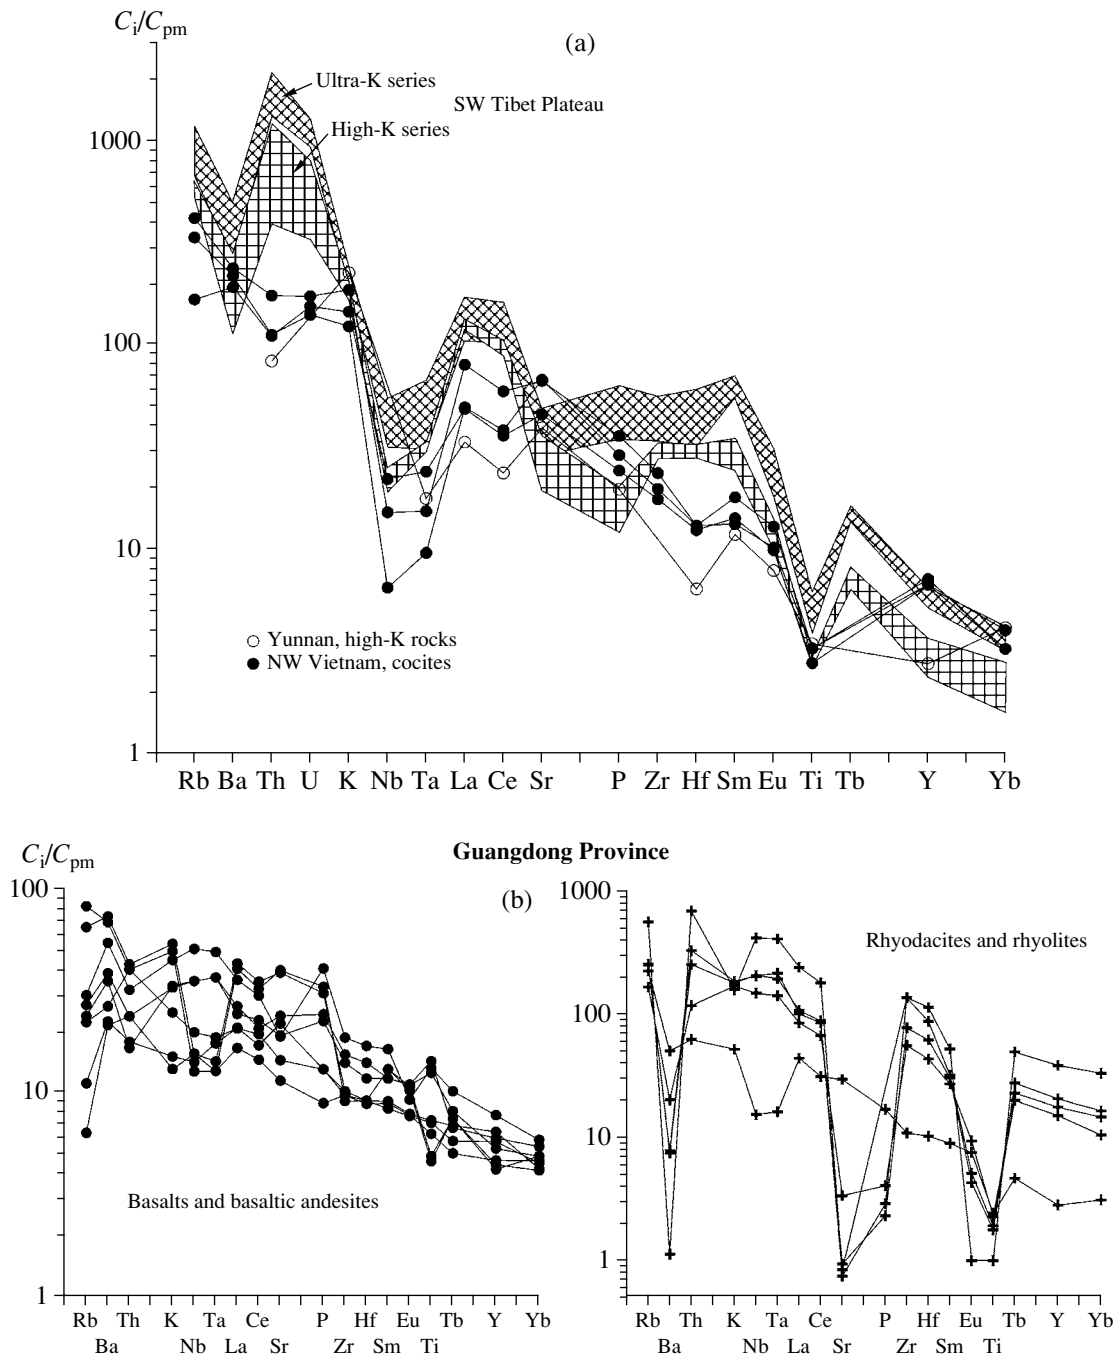 Ci/Cpm
(a)
Ultra-K series
SW Tibet Plateau
High-K series
1000
100
10
1
Yunnan, high-K rocks
NW Vietnam, cocites
Rb Ba Th U K Nb Ta La Ce Sr P Zr Hf Sm Eu Ti Tb Y Yb
Ci/Cpm
Guangdong Province
(b)
100
10
1
Basalts and basaltic andesites
Rb Th K Ta Ce P Hf Eu Tb Y Yb
Ba Nb La Sr Zr Sm Ti
1000
100
10
1
Rhyodacites and rhyolites
Rb Th K Ta Ce P Hf Eu Tb Y Yb
Ba Nb La Sr Zr Sm Ti